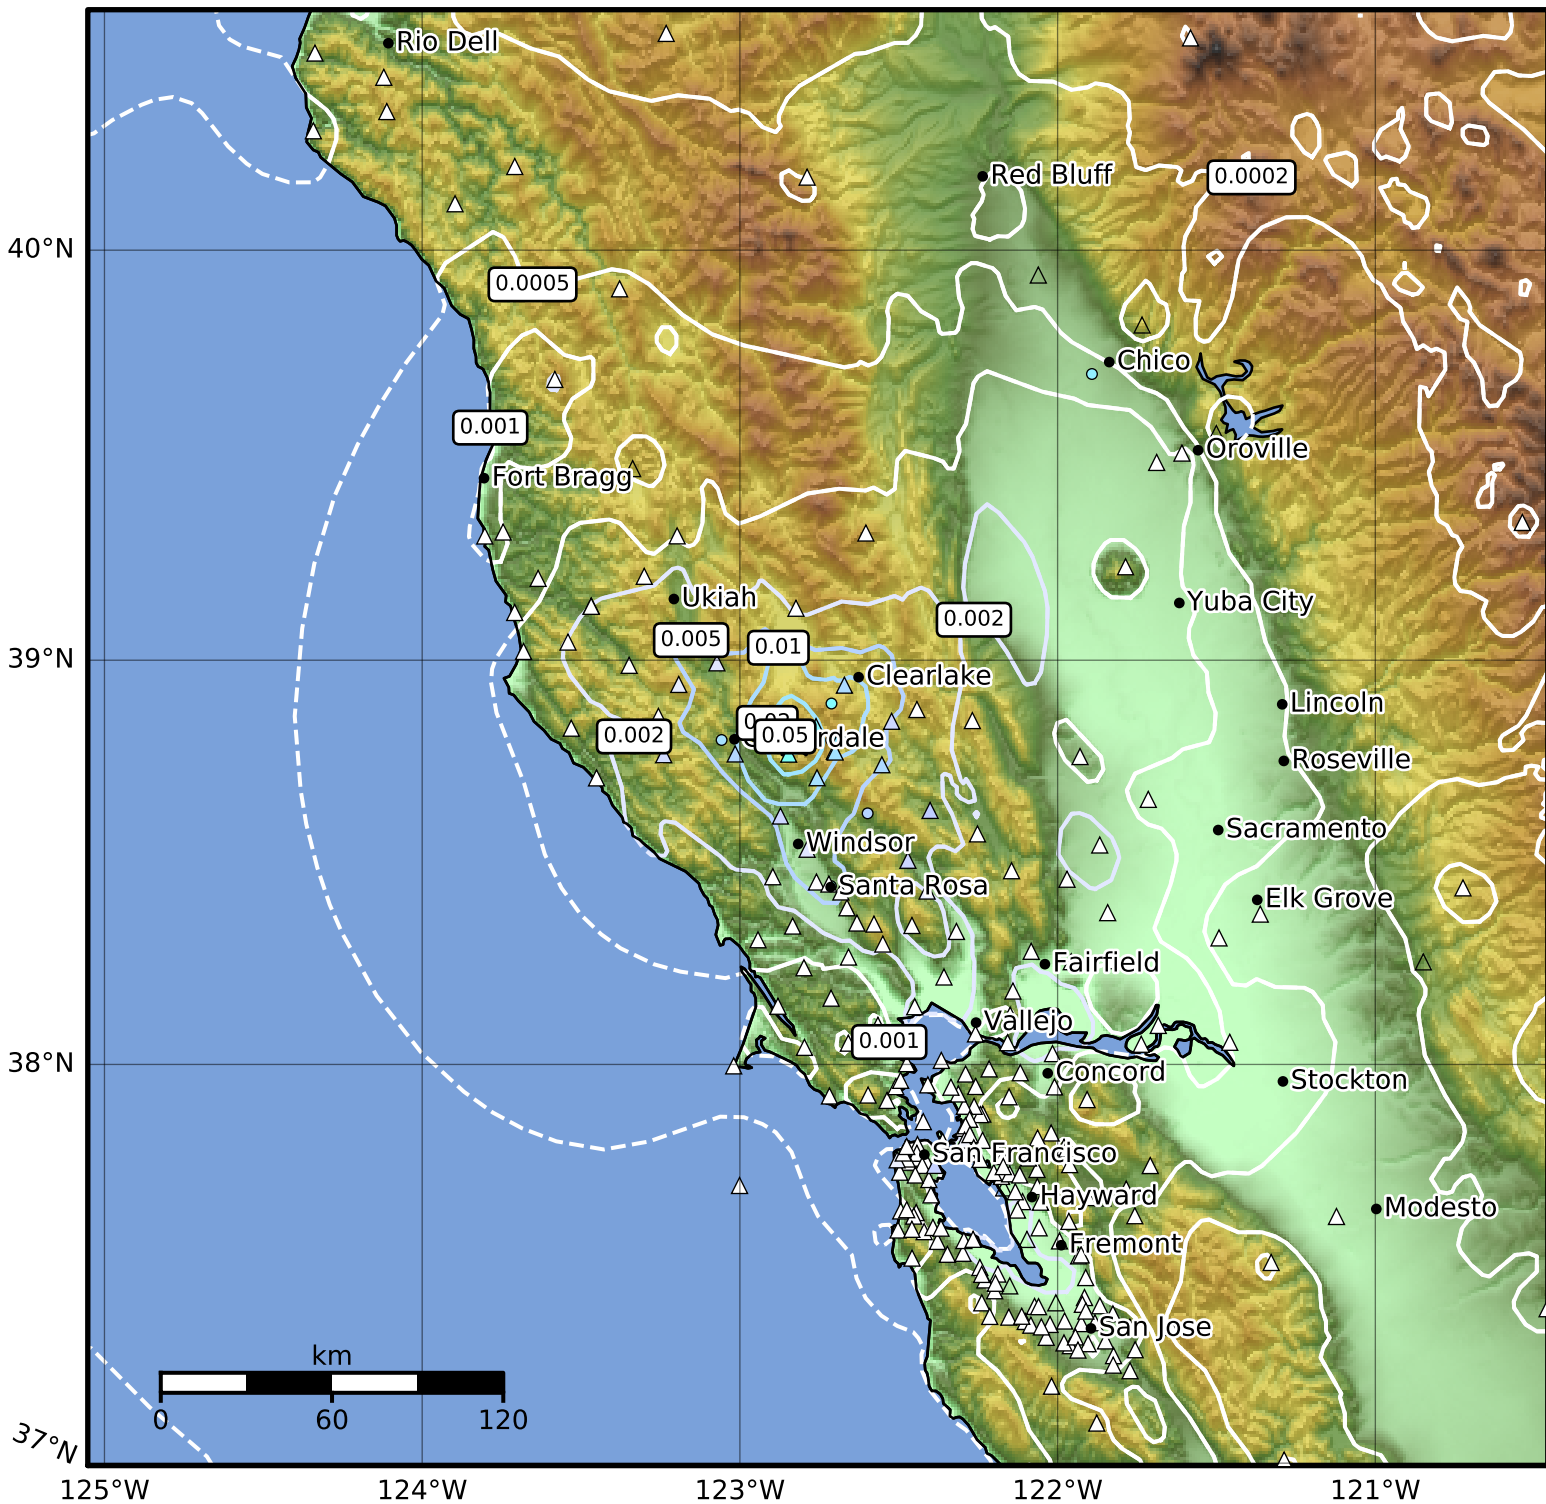 Rio Dell
Red Bluff
0.0002
40°N
0.0005
Chico
0.001
Oroville
Fort Bragg
Ukiah
Yuba City
0.002
0.005
0.01
39°N
Clearlake
Lincoln
0.002
0.05
rdale
Roseville
Sacramento
Windsor
Santa Rosa
Elk Grove
Fairfield
Vallejo
0.001
38°N
Concord
Stockton
San Francisco
Hayward
Modesto
Fremont
San Jose
km
0
60
120
37°N
125°W
124°W
123°W
122°W
121°W